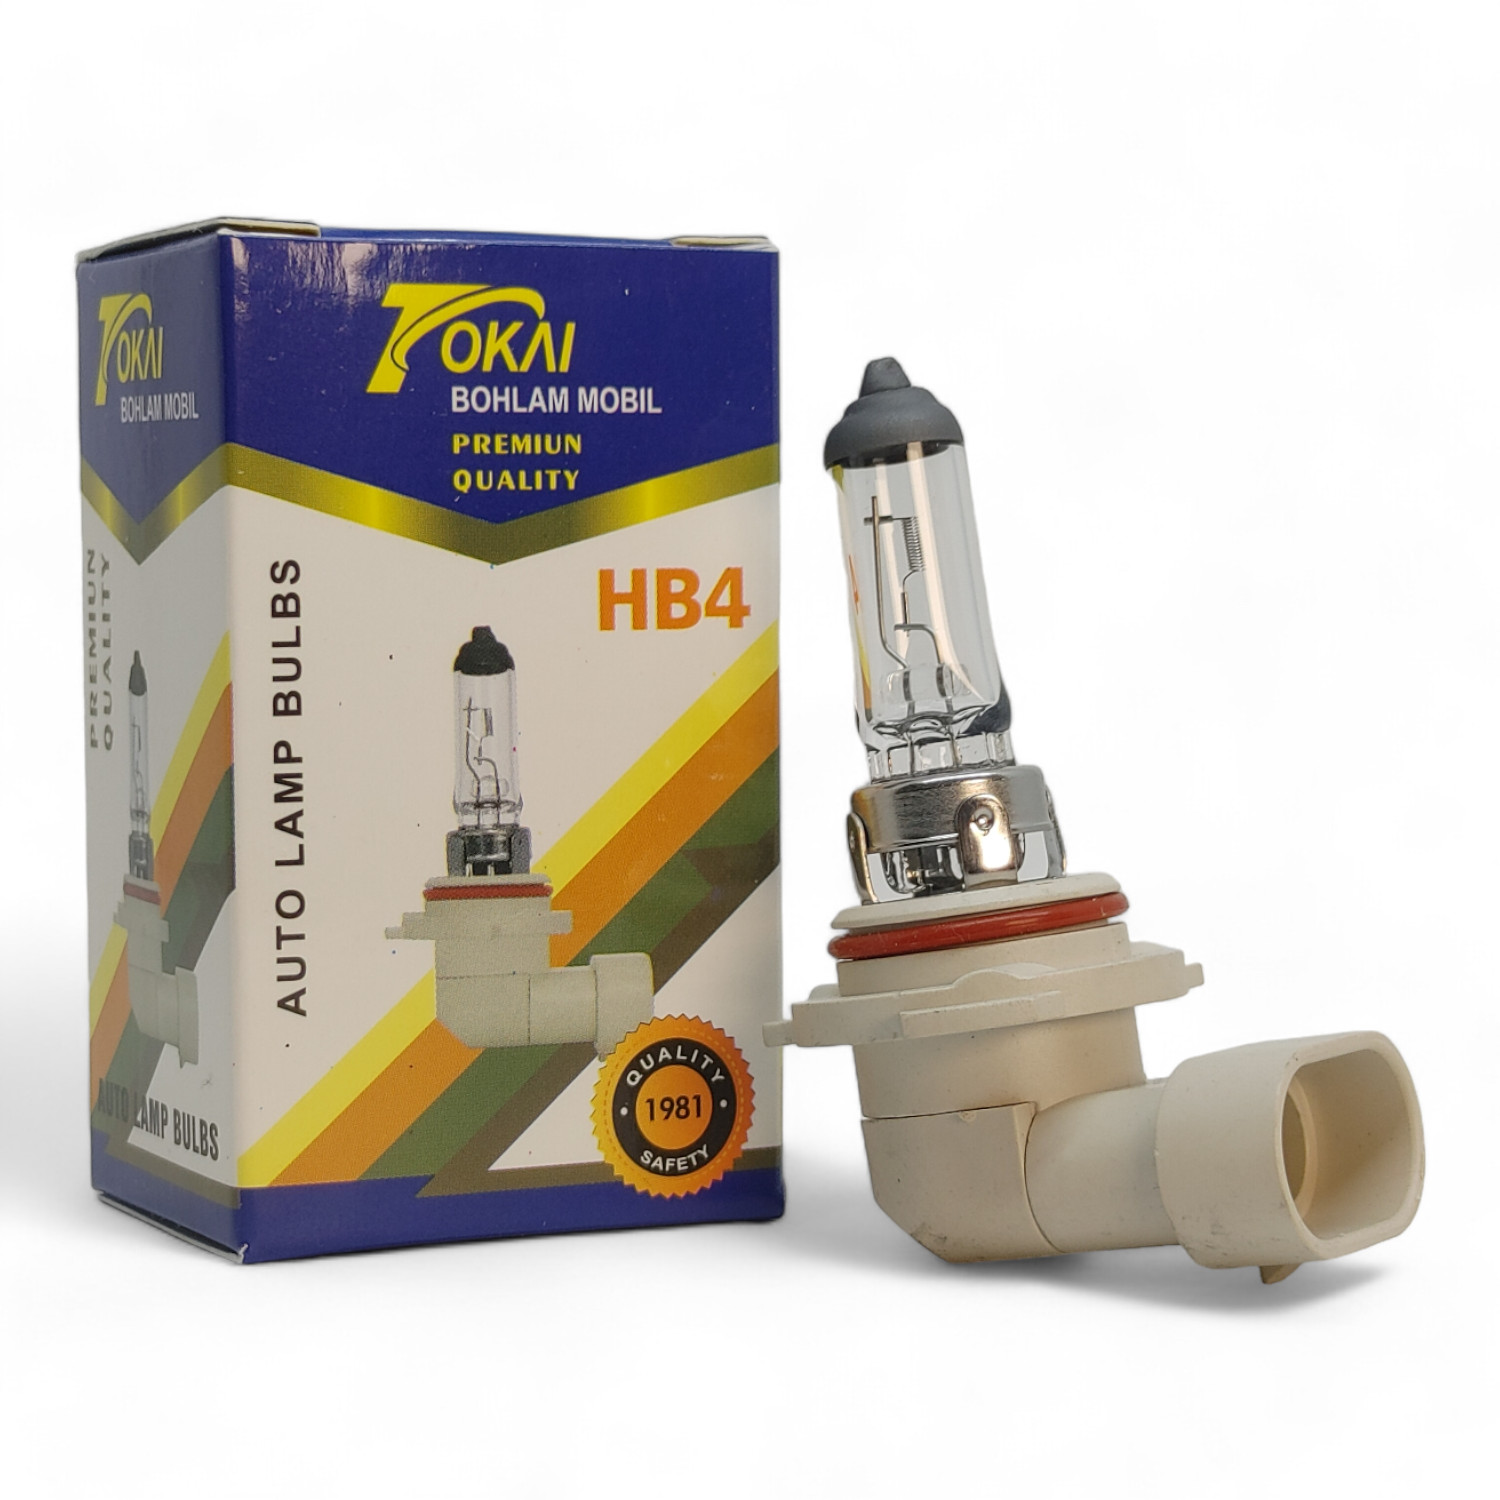 TOKAI
BOHLAM MOBIL
PREMIUN
QUALITY
AUTO LAMP BULBS
TOKAI
BOHLAM MOBIL
PREMIUN
QUALITY
HB4
AUTO LAMP BULBS
QUALITY
1981
SAFETY